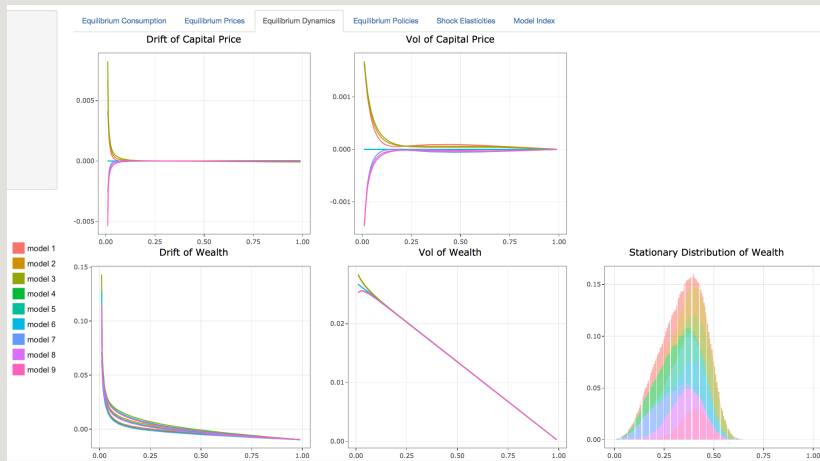 Equilibrium Consumption Equilibrium Prices Equilibrium Dynamics Equilibrium Policies Shock Elasticities Model Index
Drift of Capital Price
Vol of Capital Price
0.005
0.000
-0.005
0.00 0.25 0.50 0.75 1.00
0.001
0.000
-0.001
0.00 0.25 0.50 0.75 1.00
model 1
model 2
model 3
model 4
model 5
model 6
model 7
model 8
model 9
Drift of Wealth
Vol of Wealth
Stationary Distribution of Wealth
0.15
0.10
0.05
0.00
0.00 0.25 0.50 0.75 1.00
0.02
0.01
0.00
0.00 0.25 0.50 0.75 1.00
0.15
0.10
0.05
0.00
0.00 0.25 0.50 0.75 1.00